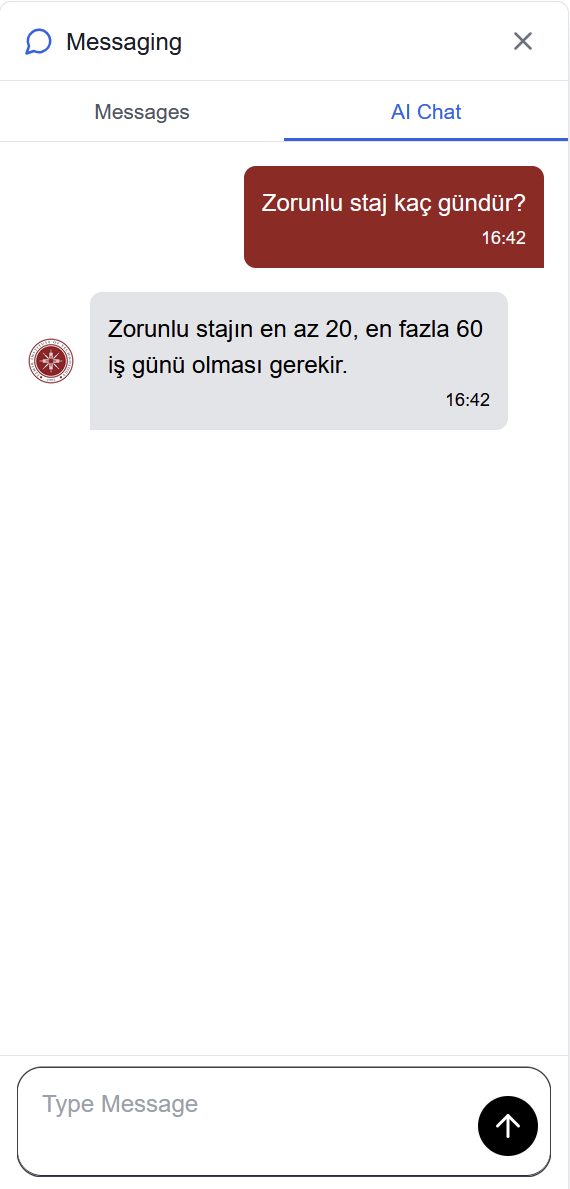 Messaging
Messages
AI Chat
Zorunlu staj kaç gündür?
16:42
Zorunlu stajın en az 20, en fazla 60
iş günü olması gerekir.
16:42
Type Message